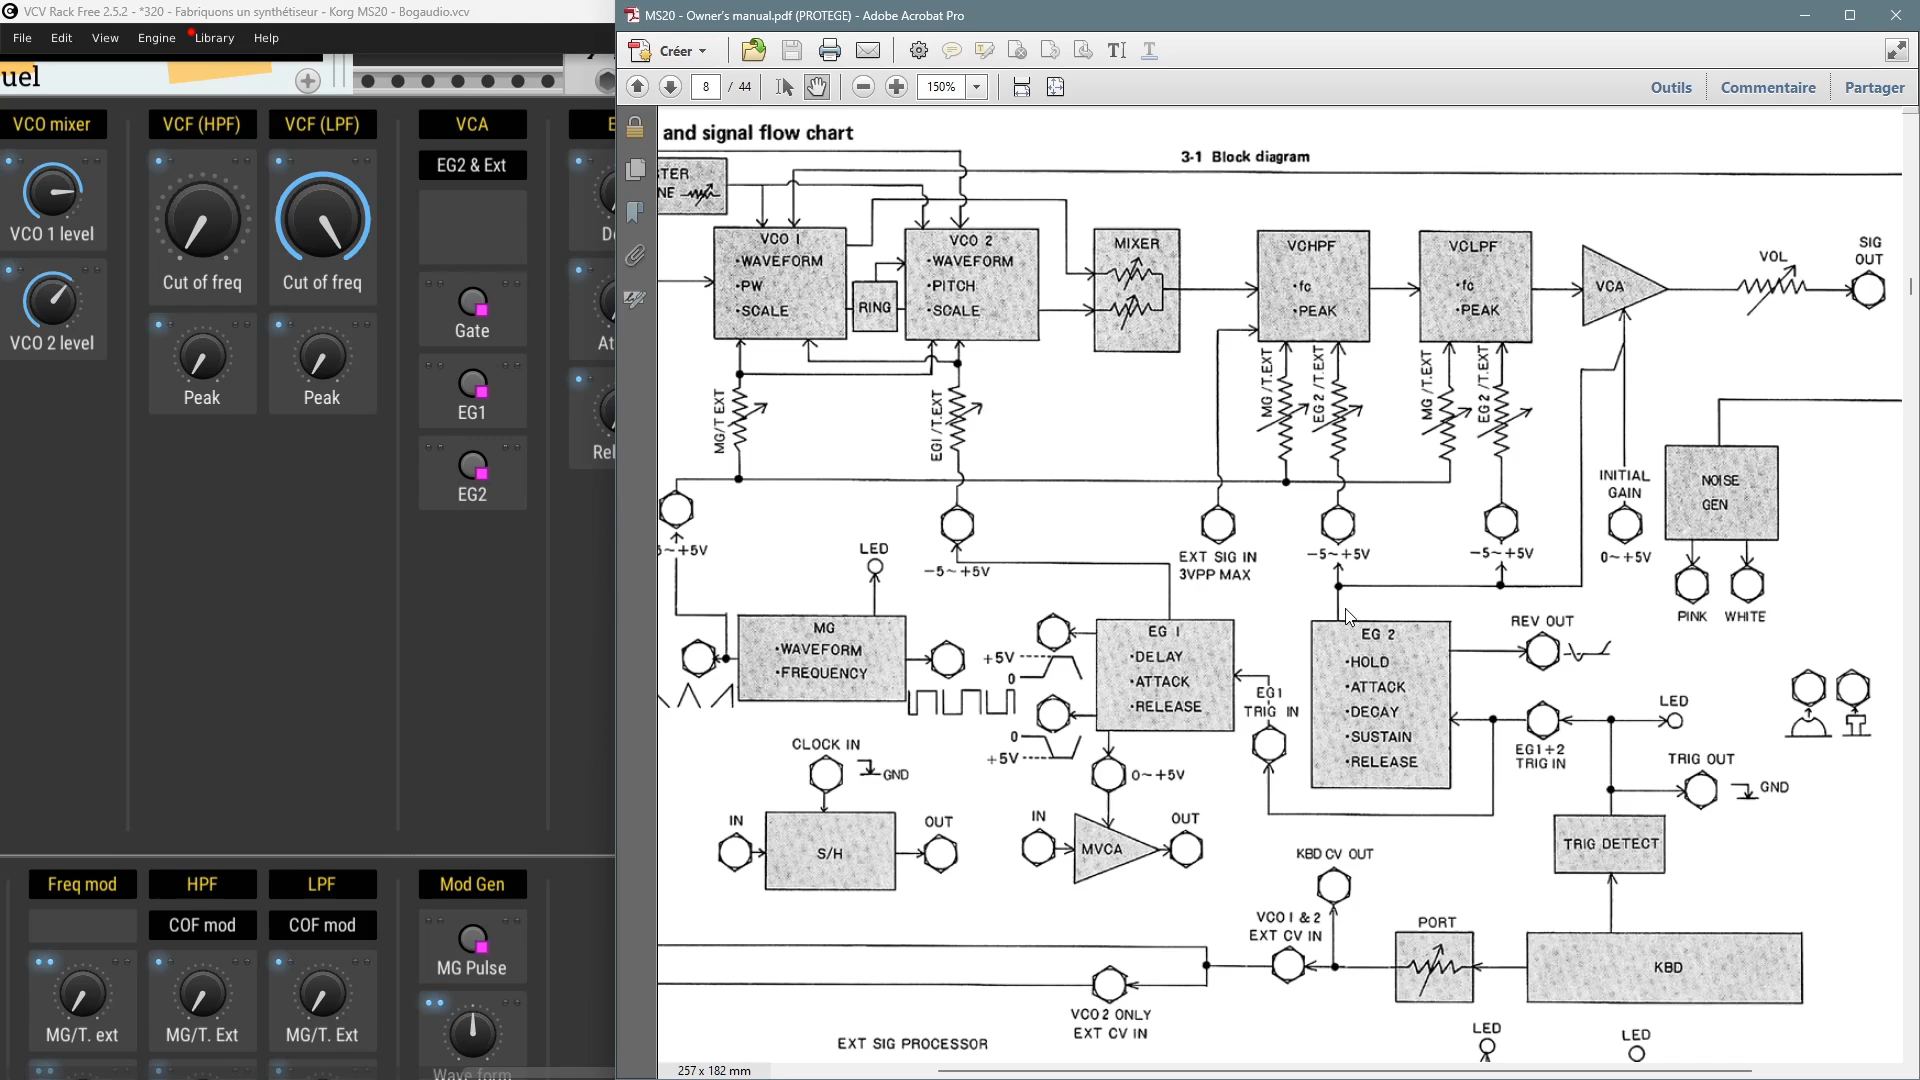 VCV Rack Free 2.5.2 - *320 - Fabriquons un synthétiseur - Korg MS20 - Bogaudio.vcv
File Edit View Engine Library Help
uel
VCO mixer
VCF (HPF)
VCF (LPF)
VCA
EG2 & Ext
VCO 1 level
Cut of freq
Cut of freq
VCO 2 level
Gate
Peak
Peak
EG1
EG2
Freq mod
HPF
LPF
Mod Gen
COF mod
COF mod
MG Pulse
MG/T. ext
MG/T. Ext
MG/T. Ext
Wave form
MS20 - Owner's manual.pdf (PROTEGE) - Adobe Acrobat Pro
Créer
8 / 44
150%
Outils Commentaire Partager
and signal flow chart
3-1 Block diagram
TER
NE
VCO 1
•WAVEFORM
•PW
•SCALE
RING
VCO 2
•WAVEFORM
•PITCH
•SCALE
MIXER
VCHPF
•fc
•PEAK
VCLPF
•fc
•PEAK
VCA
VOL
SIG
OUT
MG/T EXT
EG1/T.EXT
MG/T.EXT
EG2/T.EXT
MG/T.EXT
EG2/T.EXT
INITIAL
GAIN
0~+5V
NOISE
GEN
PINK
WHITE
5~+5V
LED
-5~+5V
EXT SIG IN
3VPP MAX
-5~+5V
-5~+5V
MG
•WAVEFORM
•FREQUENCY
+5V
0
0
+5V
EG 1
•DELAY
•ATTACK
•RELEASE
EG1
TRIG IN
EG 2
•HOLD
•ATTACK
•DECAY
•SUSTAIN
•RELEASE
REV OUT
LED
EG1+2
TRIG IN
TRIG OUT
GND
CLOCK IN
GND
0~+5V
IN
S/H
OUT
IN
MVCA
OUT
TRIG DETECT
KBD CV OUT
VCO1 & 2
EXT CV IN
PORT
KBD
VCO2 ONLY
EXT CV IN
EXT SIG PROCESSOR
LED
LED
257 x 182 mm